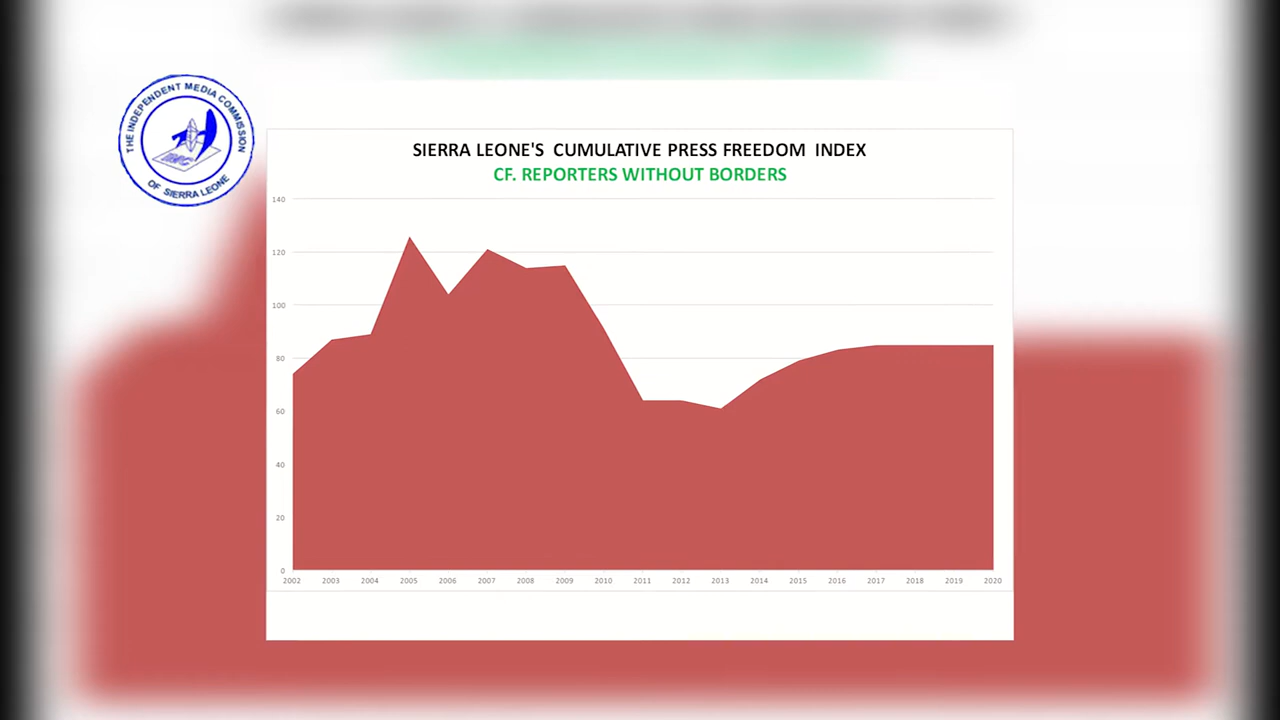 THE INDEPENDENT MEDIA COMMISSION
IMC
OF SIERRA LEONE
SIERRA LEONE'S CUMULATIVE PRESS FREEDOM INDEX
CF. REPORTERS WITHOUT BORDERS
140
120
100
80
60
40
20
0
2002 2003 2004 2005 2006 2007 2008 2009 2010 2011 2012 2013 2014 2015 2016 2017 2018 2019 2020